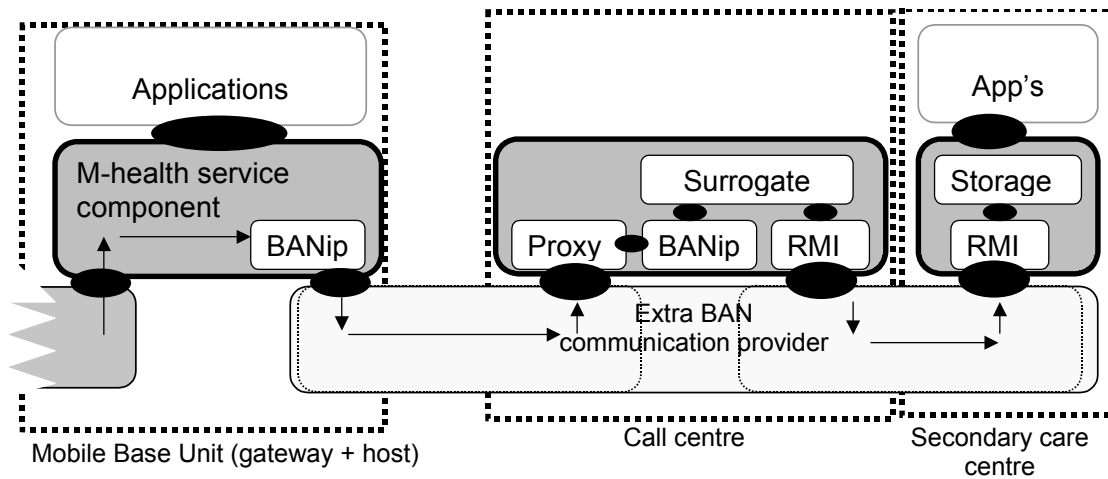 Applications
M-health service
component
BANip
Surrogate
Proxy
BANip
RMI
App's
Storage
RMI
Extra BAN
communication provider
Mobile Base Unit (gateway + host)
Call centre
Secondary care
centre